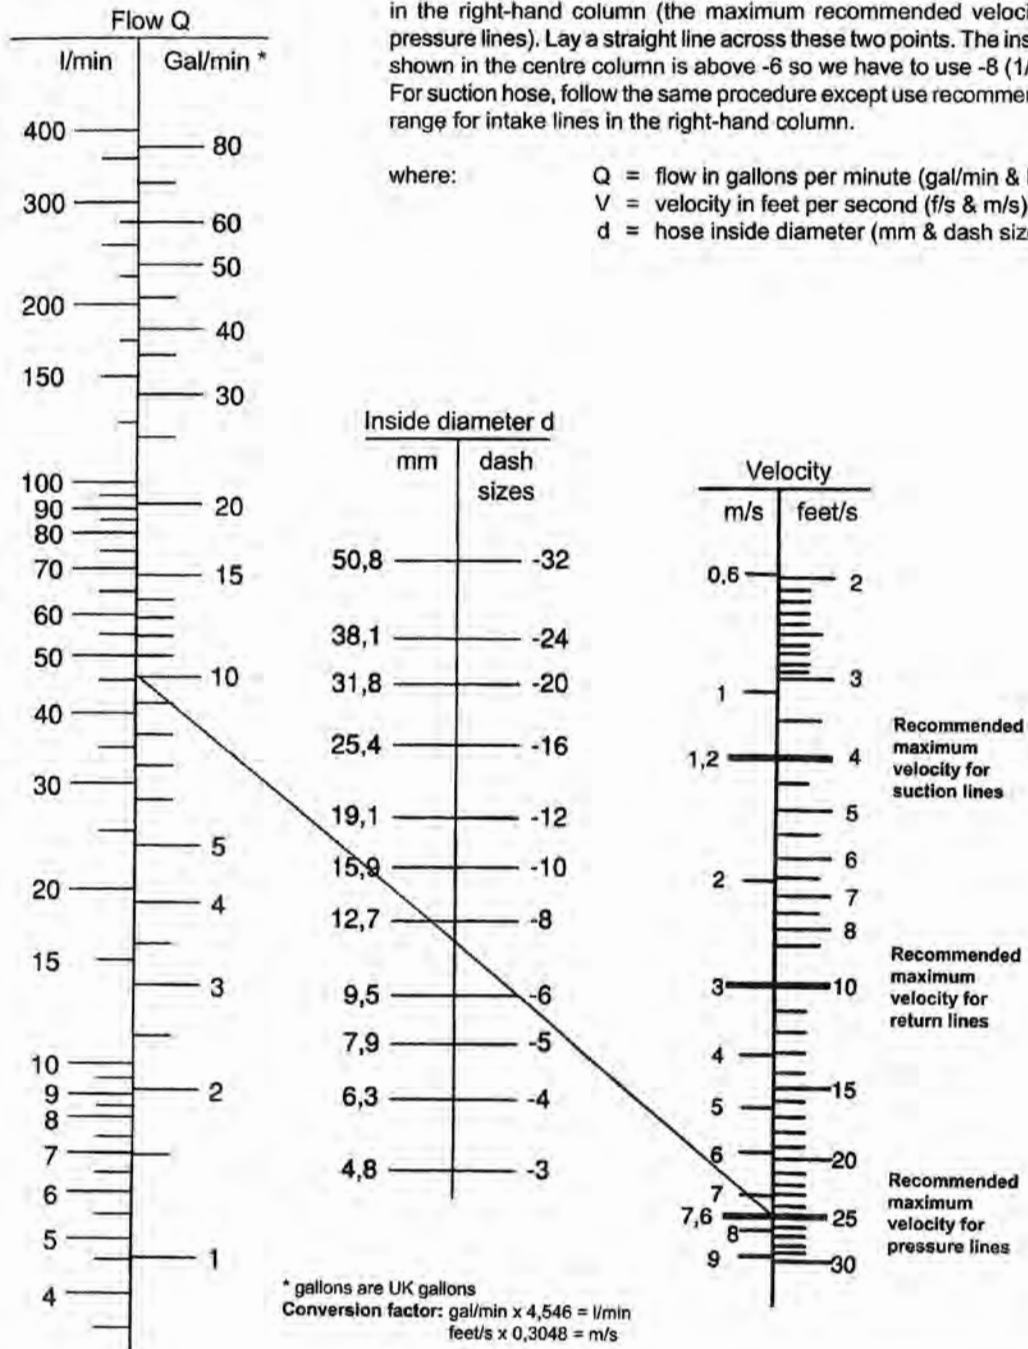 in the right-hand column (the maximum recommended veloci
pressure lines). Lay a straight line across these two points. The ins
shown in the centre column is above -6 so we have to use -8 (1/
For suction hose, follow the same procedure except use recommer
range for intake lines in the right-hand column.
where:
Q = flow in gallons per minute (gal/min &
V = velocity in feet per second (f/s & m/s)
d = hose inside diameter (mm & dash siz
Flow Q
l/min Gal/min *
400
80
300
60
50
200
40
150
30
100
90
20
80
70
15
60
50
10
40
30
5
20
4
15
3
10
9
2
8
7
6
5
1
4
Inside diameter d
mm dash
sizes
50,8 -32
38,1 -24
31,8 -20
25,4 -16
19,1 -12
15,9 -10
12,7 -8
9,5 -6
7,9 -5
6,3 -4
4,8 -3
Velocity
m/s feet/s
0,6 2
3
1
1,2 4
Recommended
maximum
velocity for
suction lines
5
6
2
7
8
3 10
Recommended
maximum
velocity for
return lines
4
15
5
6 20
7
7,6 25
8
9 30
Recommended
maximum
velocity for
pressure lines
* gallons are UK gallons
Conversion factor: gal/min x 4,546 = l/min
feet/s x 0,3048 = m/s